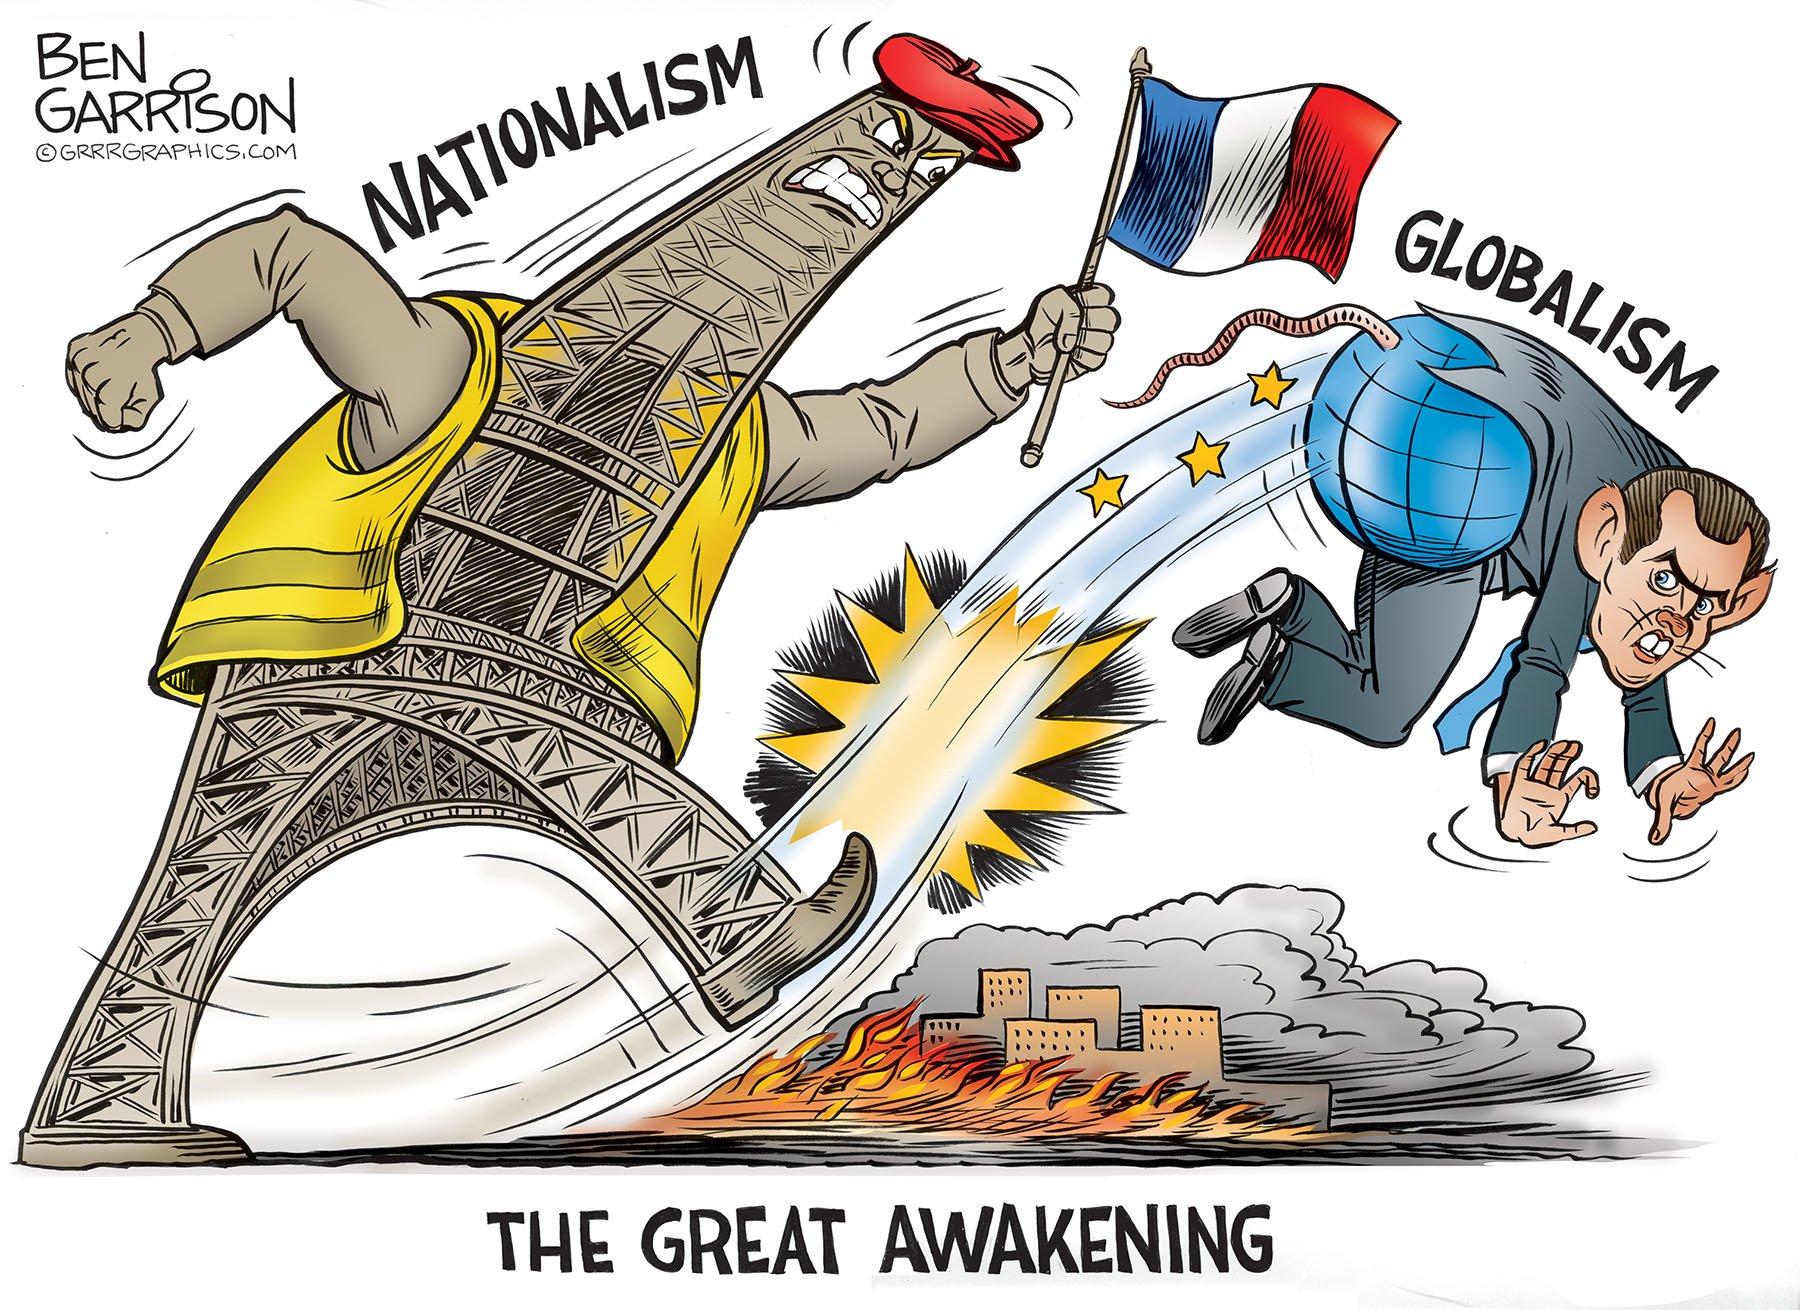 BEN
GARRISON
©GRRRGRAPHICS.COM
NATIONALISM
GLOBALISM
THE GREAT AWAKENING